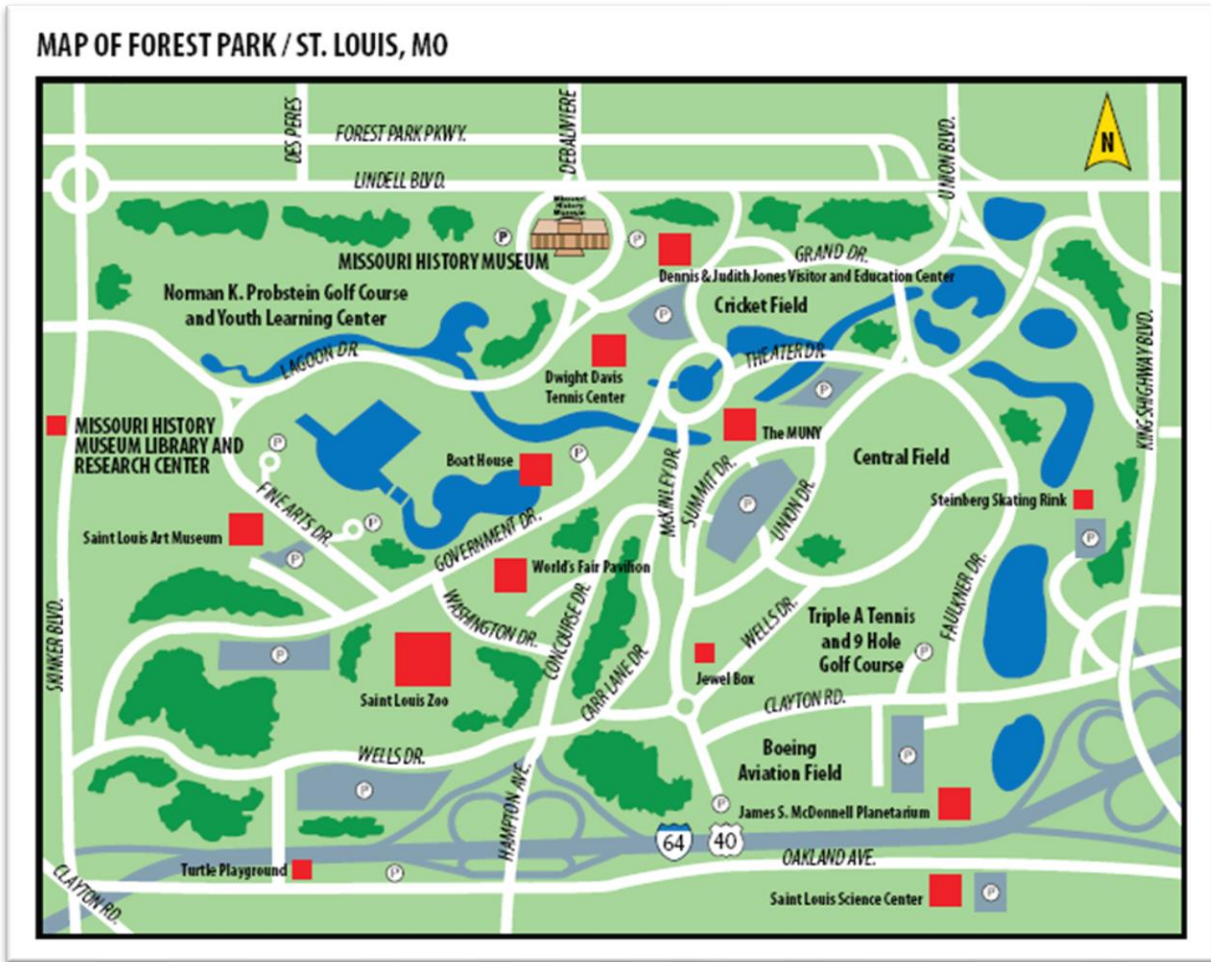 MAP OF FOREST PARK / ST. LOUIS, MO
DES PERES
DEBALIVIERE
UNION BLVD.
FOREST PARK PKWY.
N
LINDELL BLVD.
Missouri
History
Museum
P
P
MISSOURI HISTORY MUSEUM
GRAND DR.
Dennis & Judith Jones Visitor and Education Center
Norman K. Probstein Golf Course
and Youth Learning Center
P
Cricket Field
KINGSHIGHWAY BLVD.
LAGOON DR.
THEATER DR.
Dwight Davis
Tennis Center
P
MISSOURI HISTORY
MUSEUM LIBRARY AND
RESEARCH CENTER
P
The MUNY
Boat House
P
Central Field
McKINLEY DR.
SUMMIT DR.
UNION DR.
P
Steinberg Skating Rink
FINE ARTS DR.
P
P
Saint Louis Art Museum
P
GOVERNMENT DR.
World's Fair Pavilion
WASHINGTON DR.
CONCOURSE DR.
WELLS DR.
FAULKNER DR.
Triple A Tennis
and 9 Hole
Golf Course
P
SKINKER BLVD.
P
Saint Louis Zoo
CARR LANE DR.
Jewel Box
CLAYTON RD.
WELLS DR.
P
Boeing
Aviation Field
P
HAMPTON AVE.
P
James S. McDonnell Planetarium
64
40
OAKLAND AVE.
Turtle Playground
P
CLAYTON RD.
Saint Louis Science Center
P